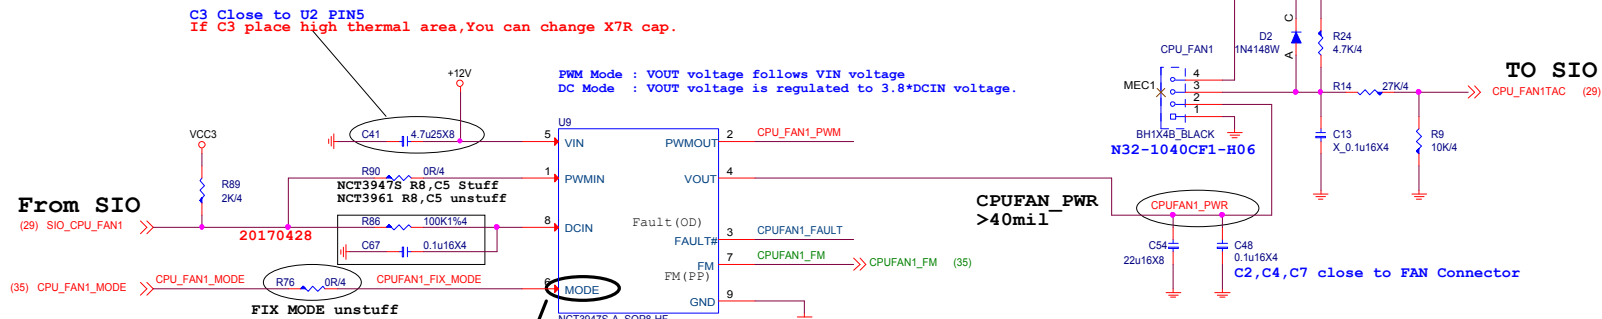 C3 Close to U2 PIN5
If C3 place high thermal area,You can change X7R cap.
+12V
PWM Mode : VOUT voltage follows VIN voltage
DC Mode : VOUT voltage is regulated to 3.8*DCIN voltage.
VCC3
R89
2K/4
From SIO
(29) SIO_CPU_FAN1
20170428
C41 4.7u25X8
R90 0R/4
NCT3947S R8,C5 Stuff
NCT3961 R8,C5 unstuff
R86 100K1%4
C67 0.1u16X4
(35) CPU_FAN1_MODE
CPU_FAN1_MODE
R76 0R/4
CPUFAN1_FIX_MODE
FIX MODE unstuff
U9
5 VIN
1 PWMIN
8 DCIN
6 MODE
PWMOUT 2
VOUT 4
Fault(OD)
FAULT# 3
FM 7
FM(PP)
GND 9
NCT3947S-A_SOP8-HF
CPU_FAN1_PWM
CPUFAN1_FAULT
CPUFAN1_FM
CPUFAN1_FM (35)
CPUFAN_PWR
>40mil
CPUFAN1_PWR
C54
22u16X8
C48
0.1u16X4
C2,C4,C7 close to FAN Connector
CPU_FAN1
MEC1
4
3
2
1
BH1X4B_BLACK
N32-1040CF1-H06
C
D2
1N4148W
A
R24
4.7K/4
R14 27K/4
C13
X_0.1u16X4
R9
10K/4
TO SIO
CPU_FAN1TAC (29)